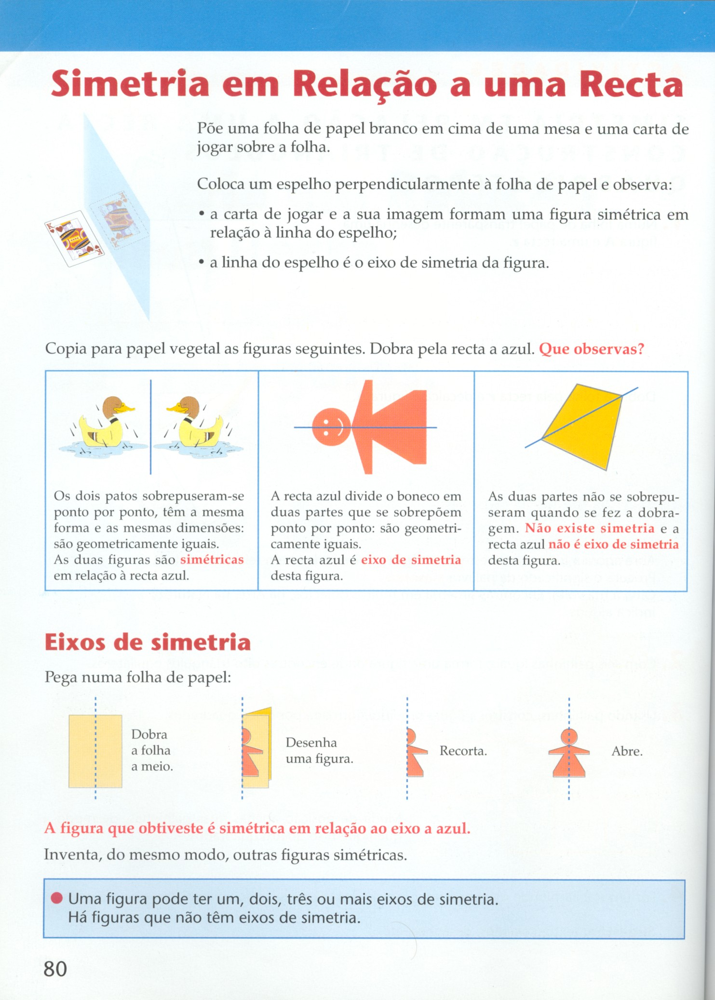 Simetria em Relação a uma Recta
Põe uma folha de papel branco em cima de uma mesa e uma carta de
jogar sobre a folha.
Coloca um espelho perpendicularmente à folha de papel e observa:
• a carta de jogar e a sua imagem formam uma figura simétrica em
relação à linha do espelho;
• a linha do espelho é o eixo de simetria da figura.
K
K
K
K
Copia para papel vegetal as figuras seguintes. Dobra pela recta a azul. Que observas?
Os dois patos sobrepuseram-se
ponto por ponto, têm a mesma
forma e as mesmas dimensões:
são geometricamente iguais.
As duas figuras são simétricas
em relação à recta azul.
A recta azul divide o boneco em
duas partes que se sobrepõem
ponto por ponto: são geometri-
camente iguais.
A recta azul é eixo de simetria
desta figura.
As duas partes não se sobrepu-
seram quando se fez a dobra-
gem. Não existe simetria e a
recta azul não é eixo de simetria
desta figura.
Eixos de simetria
Pega numa folha de papel:
Dobra
a folha
a meio.
Desenha
uma figura.
Recorta.
Abre.
A figura que obtiveste é simétrica em relação ao eixo a azul.
Inventa, do mesmo modo, outras figuras simétricas.
● Uma figura pode ter um, dois, três ou mais eixos de simetria.
Há figuras que não têm eixos de simetria.
80